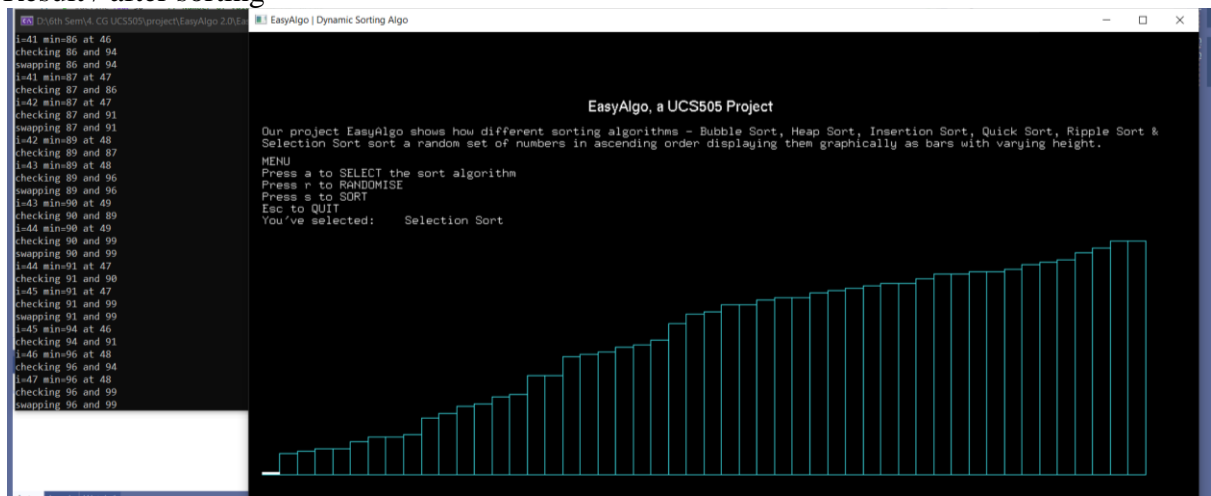 Result / after sorting
D:\6th Sem\4. CG UCS505\project\EasyAlgo 2.0\Eas
i=41 min=86 at 46
checking 86 and 94
swapping 86 and 94
i=41 min=87 at 47
checking 87 and 86
i=42 min=87 at 47
checking 87 and 91
swapping 87 and 91
i=42 min=89 at 48
checking 89 and 87
i=43 min=89 at 48
checking 89 and 96
swapping 89 and 96
i=43 min=90 at 49
checking 90 and 89
i=44 min=90 at 49
checking 90 and 99
swapping 90 and 99
i=44 min=91 at 47
checking 91 and 90
i=45 min=91 at 47
checking 91 and 99
swapping 91 and 99
i=45 min=94 at 46
checking 94 and 91
i=46 min=96 at 48
checking 96 and 94
i=47 min=96 at 48
checking 96 and 99
swapping 96 and 99
EasyAlgo | Dynamic Sorting Algo
EasyAlgo, a UCS505 Project
Our project EasyAlgo shows how different sorting algorithms - Bubble Sort, Heap Sort, Insertion Sort, Quick Sort, Ripple Sort &
Selection Sort sort a random set of numbers in ascending order displaying them graphically as bars with varying height.
MENU
Press a to SELECT the sort algorithm
Press r to RANDOMISE
Press s to SORT
Esc to QUIT
You've selected: Selection Sort